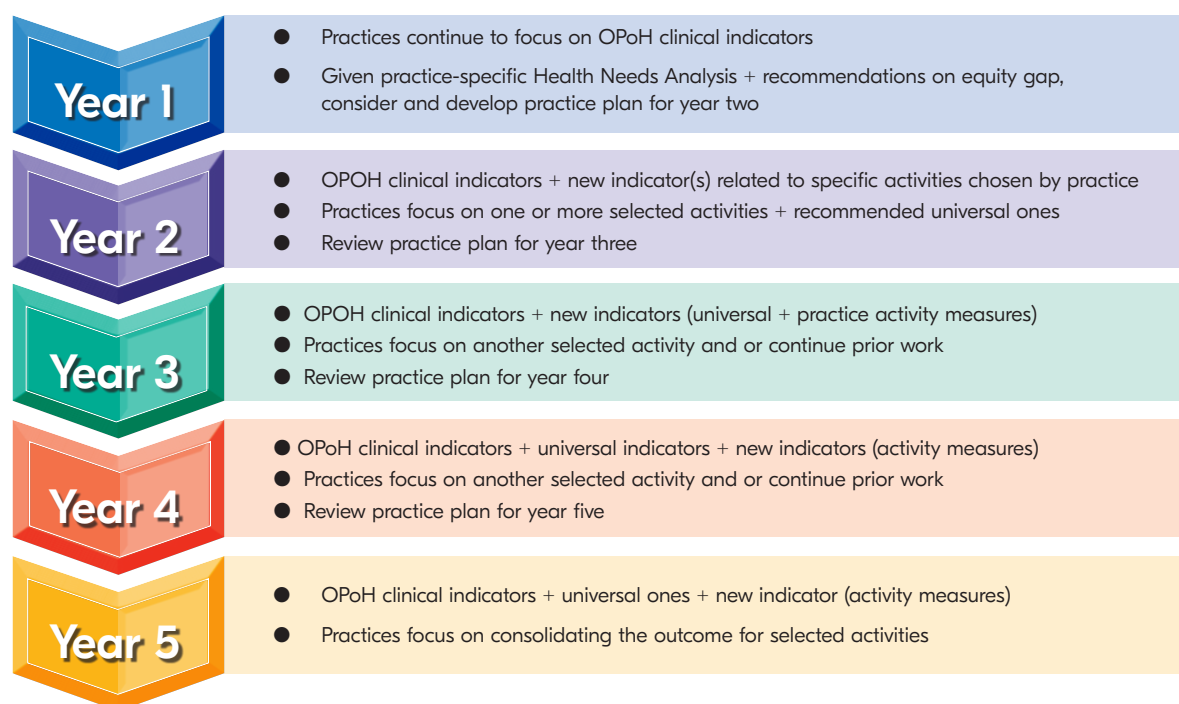 Year 1
● Practices continue to focus on OPoH clinical indicators
● Given practice-specific Health Needs Analysis + recommendations on equity gap,
consider and develop practice plan for year two
Year 2
● OPOH clinical indicators + new indicator(s) related to specific activities chosen by practice
● Practices focus on one or more selected activities + recommended universal ones
● Review practice plan for year three
Year 3
● OPOH clinical indicators + new indicators (universal + practice activity measures)
● Practices focus on another selected activity and or continue prior work
● Review practice plan for year four
Year 4
● OPoH clinical indicators + universal indicators + new indicators (activity measures)
● Practices focus on another selected activity and or continue prior work
● Review practice plan for year five
Year 5
● OPoH clinical indicators + universal ones + new indicator (activity measures)
● Practices focus on consolidating the outcome for selected activities